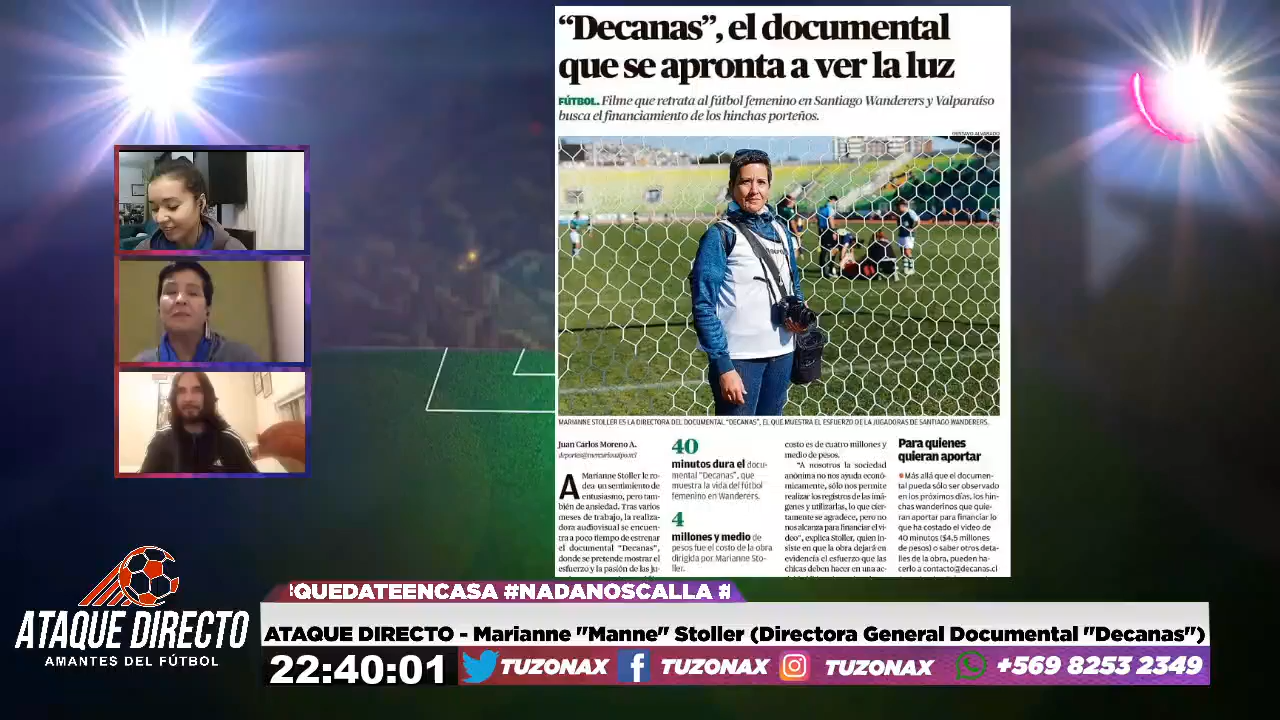 “Decanas”, el documental
que se apronta a ver la luz
FÚTBOL. Filme que retrata al fútbol femenino en Santiago Wanderers y Valparaíso
busca el financiamiento de los hinchas porteños.
GUSTAVO ALVARADO
MARIANNE STOLLER ES LA DIRECTORA DEL DOCUMENTAL “DECANAS”, EL QUE MUESTRA EL ESFUERZO DE LA JUGADORAS DE SANTIAGO WANDERERS.
Juan Carlos Moreno A.
deportes@mercuriovalpo.cl
A Marianne Stoller le ro-
dea un sentimiento de
entusiasmo, pero tam-
bién de ansiedad. Tras varios
meses de trabajo, la realiza-
dora audiovisual se encuen-
tra a poco tiempo de estrenar
el documental “Decanas”,
donde se pretende mostrar el
esfuerzo y la pasión de las ju-
40
minutos dura el docu-
mental “Decanas”, que
muestra la vida del fútbol
femenino en Wanderers.
4
millones y medio de
pesos fue el costo de la obra
dirigida por Marianne Sto-
ller.
costo es de cuatro millones y
medio de pesos.
“A nosotros la sociedad
anónima no nos ayuda econó-
micamente, sólo nos permite
realizar los registros de las imá-
genes y utilizarlas, lo que cier-
tamente se agradece, pero no
nos alcanza para financiar el vi-
deo”, explica Stoller, quien in-
siste en que la obra dejará en
evidencia el esfuerzo que las
chicas deben hacer en una ac-
Para quienes
quieran aportar
Más allá que el documen-
tal pueda sólo ser observado
en los próximos días, los hin-
chas wanderinos que quie-
ran aportar para financiar lo
que ha costado el video de
40 minutos ($4,5 millones
de pesos) o saber otros deta-
lles de la obra, pueden ha-
cerlo a contacto@decanas.cl
ATAQUE DIRECTO
AMANTES DEL FÚTBOL
QUEDATEENCASA #NADANOSCALLA #
ATAQUE DIRECTO - Marianne "Manne" Stoller (Directora General Documental "Decanas")
22:40:01 TUZONAX TUZONAX TUZONAX +569 8253 2349